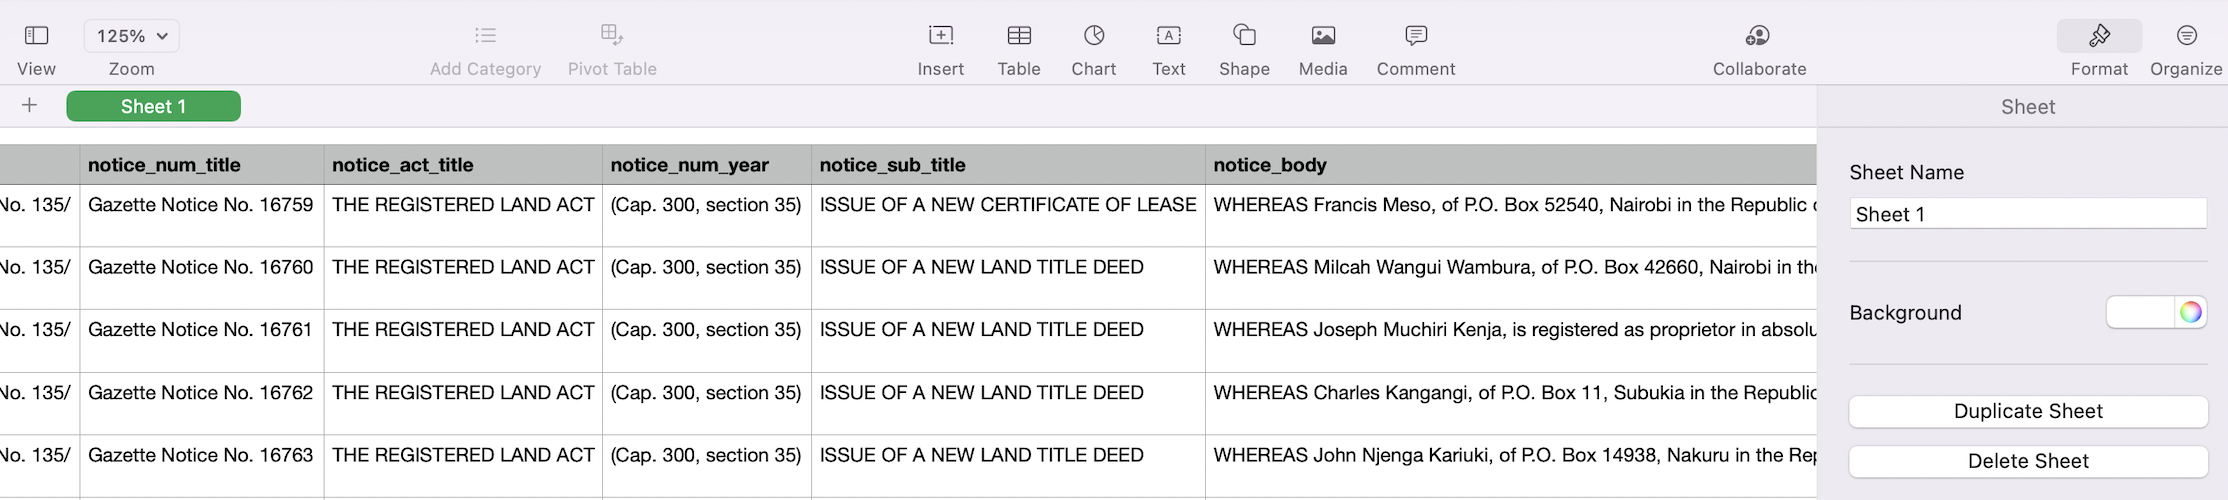 125%
View Zoom Add Category Pivot Table Insert Table Chart Text Shape Media Comment Collaborate Format Organize
+ Sheet 1 Sheet
notice_num_title notice_act_title notice_num_year notice_sub_title notice_body
Sheet Name
No. 135/ Gazette Notice No. 16759 THE REGISTERED LAND ACT (Cap. 300, section 35) ISSUE OF A NEW CERTIFICATE OF LEASE WHEREAS Francis Meso, of P.O. Box 52540, Nairobi in the Republic
Sheet 1
No. 135/ Gazette Notice No. 16760 THE REGISTERED LAND ACT (Cap. 300, section 35) ISSUE OF A NEW LAND TITLE DEED WHEREAS Milcah Wangui Wambura, of P.O. Box 42660, Nairobi in th
Background
No. 135/ Gazette Notice No. 16761 THE REGISTERED LAND ACT (Cap. 300, section 35) ISSUE OF A NEW LAND TITLE DEED WHEREAS Joseph Muchiri Kenja, is registered as proprietor in absolu
No. 135/ Gazette Notice No. 16762 THE REGISTERED LAND ACT (Cap. 300, section 35) ISSUE OF A NEW LAND TITLE DEED WHEREAS Charles Kangangi, of P.O. Box 11, Subukia in the Republic
Duplicate Sheet
No. 135/ Gazette Notice No. 16763 THE REGISTERED LAND ACT (Cap. 300, section 35) ISSUE OF A NEW LAND TITLE DEED WHEREAS John Njenga Kariuki, of P.O. Box 14938, Nakuru in the Rep
Delete Sheet